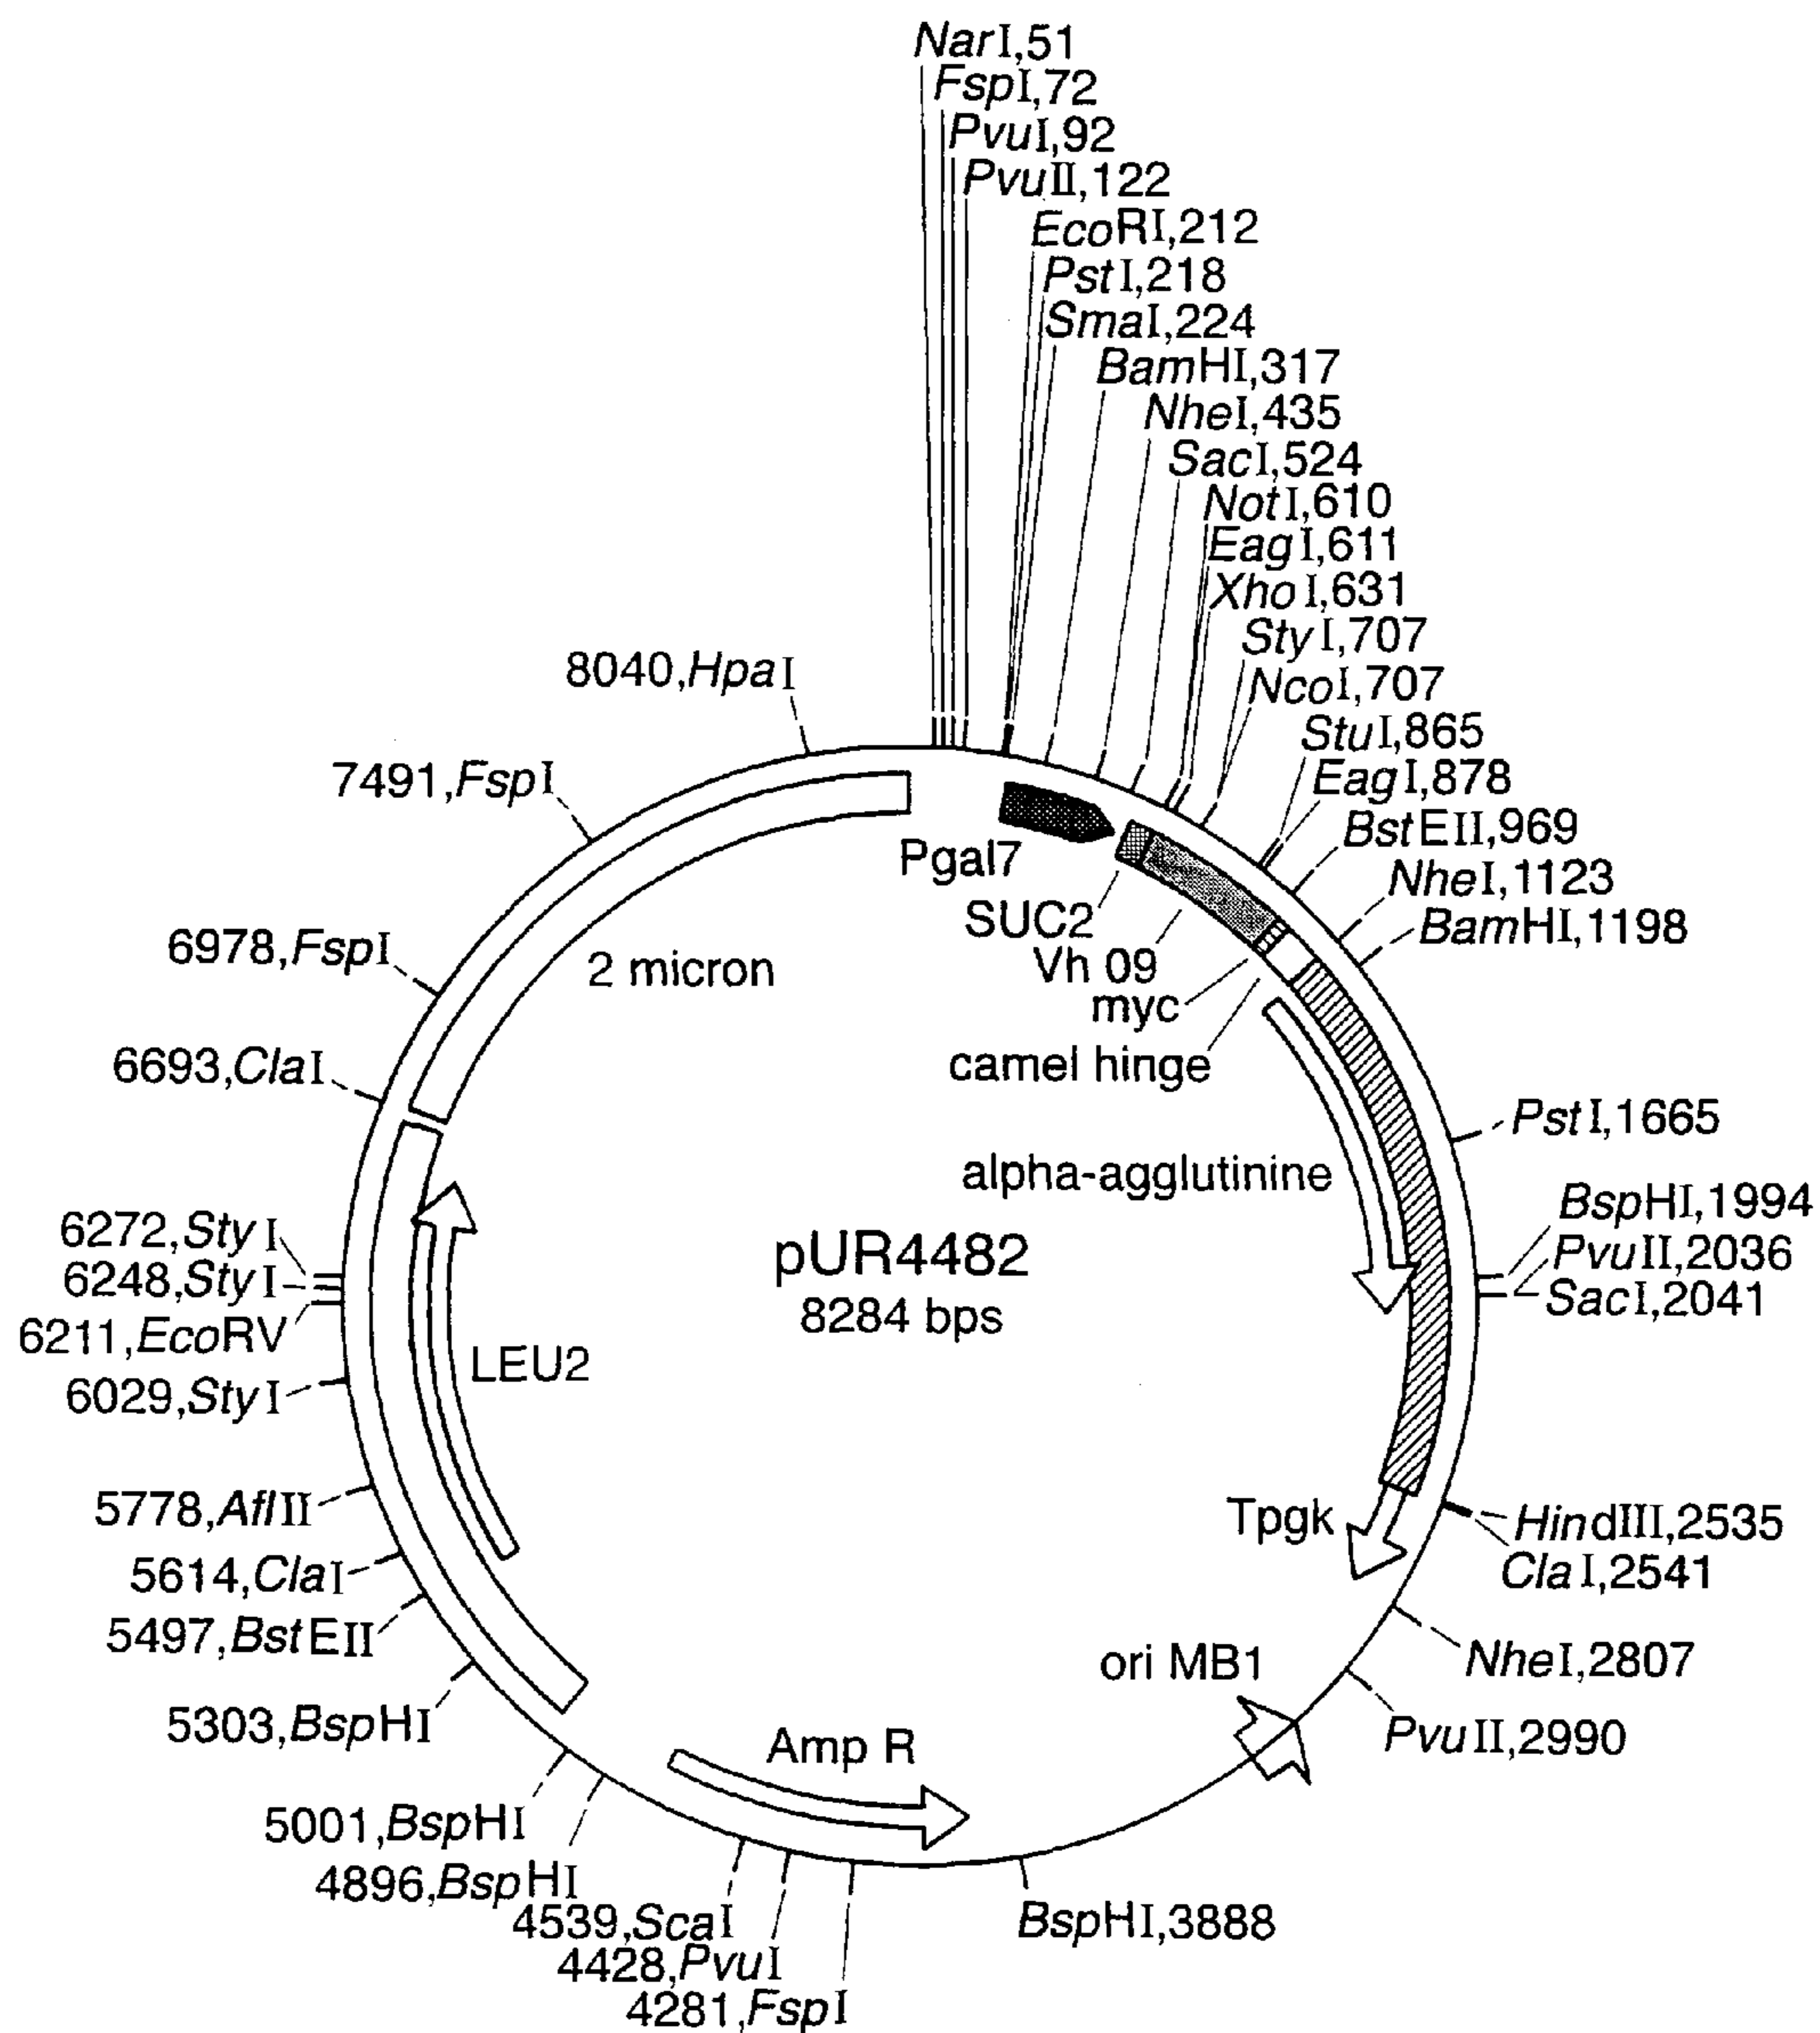 NarI,51
FspI,72
PvuI,92
PvuII,122
EcoRI,212
PstI,218
SmaI,224
BamHI,317
NheI,435
SacI,524
NotI,610
EagI,611
XhoI,631
StyI,707
NcoI,707
StuI,865
EagI,878
BstEII,969
NheI,1123
BamHI,1198
PstI,1665
BspHI,1994
PvuII,2036
SacI,2041
HindIII,2535
ClaI,2541
NheI,2807
PvuII,2990
BspHI,3888
4281,FspI
4428,PvuI
4539,ScaI
4896,BspHI
5001,BspHI
5303,BspHI
5497,BstEII
5614,ClaI
5778,AflII
6029,StyI
6211,EcoRV
6248,StyI
6272,StyI
6693,ClaI
6978,FspI
7491,FspI
8040,HpaI
Pgal7
SUC2
Vh 09
myc
camel hinge
alpha-agglutinine
Tpgk
ori MB1
Amp R
LEU2
2 micron
pUR4482
8284 bps